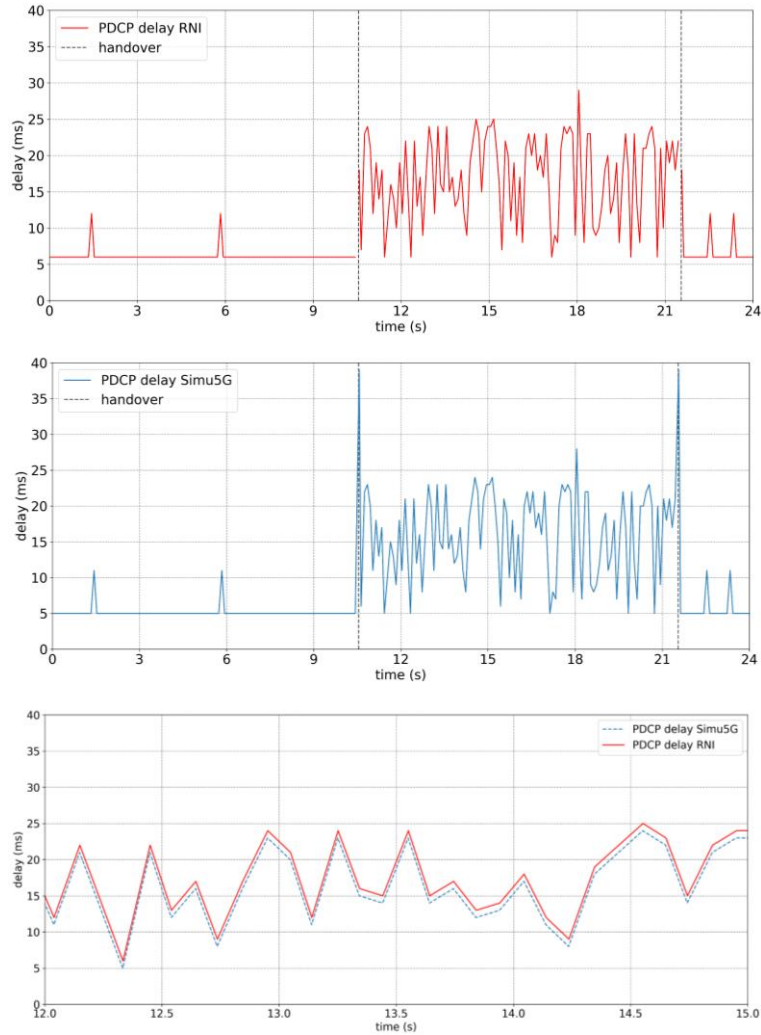 40
35
30
25
20
15
10
5
0
delay (ms)
PDCP delay RNI
handover
0 3 6 9 12 15 18 21 24
time (s)
40
35
30
25
20
15
10
5
0
delay (ms)
PDCP delay Simu5G
handover
0 3 6 9 12 15 18 21 24
time (s)
40
35
30
25
20
15
10
5
0
delay (ms)
PDCP delay Simu5G
PDCP delay RNI
12.0 12.5 13.0 13.5 14.0 14.5 15.0
time (s)